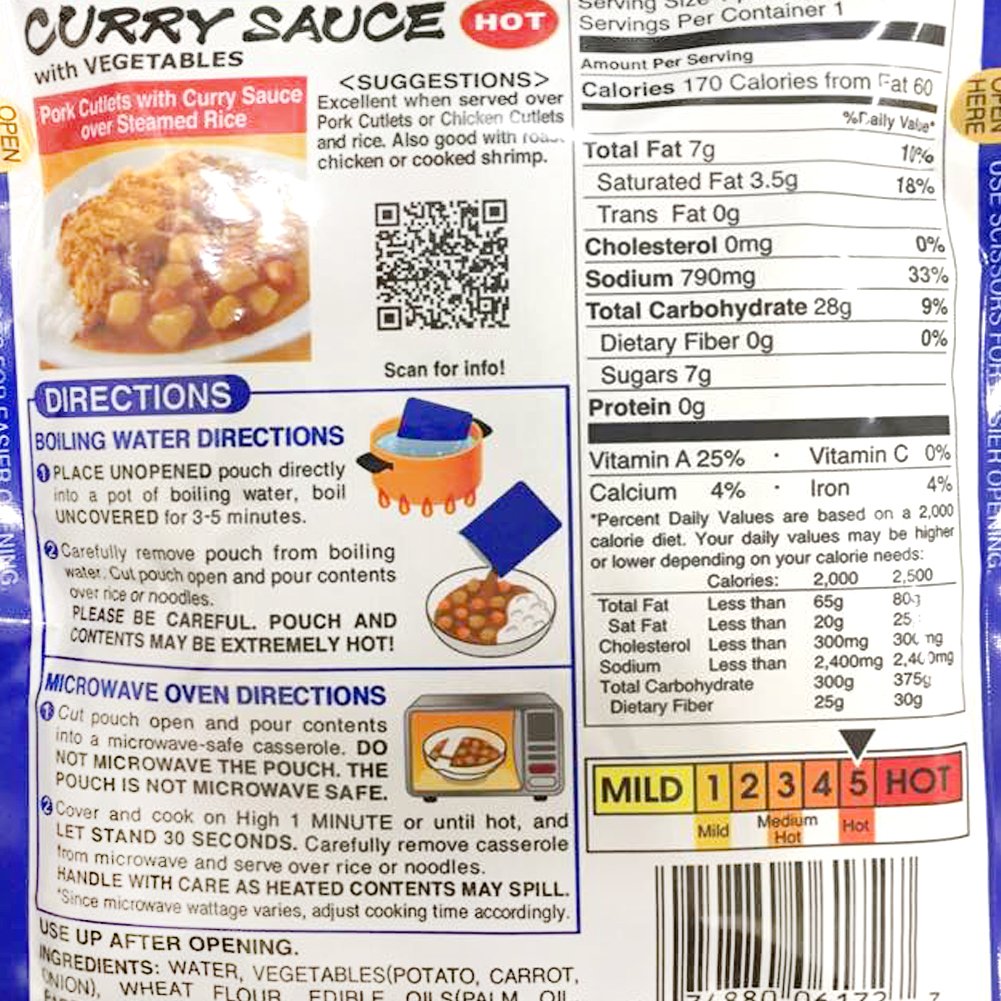 CURRY SAUCE HOT
with VEGETABLES
Pork Cutlets with Curry Sauce
over Steamed Rice
<SUGGESTIONS>
Excellent when served over
Pork Cutlets or Chicken Cutlets
and rice. Also good with
chicken or cooked shrimp.
Scan for info!
DIRECTIONS
BOILING WATER DIRECTIONS
1 PLACE UNOPENED pouch directly
into a pot of boiling water, boil
UNCOVERED for 3-5 minutes.
2 Carefully remove pouch from boiling
water. Cut pouch open and pour contents
over rice or noodles.
PLEASE BE CAREFUL. POUCH AND
CONTENTS MAY BE EXTREMELY HOT!
MICROWAVE OVEN DIRECTIONS
1 Cut pouch open and pour contents
into a microwave-safe casserole. DO
NOT MICROWAVE THE POUCH. THE
POUCH IS NOT MICROWAVE SAFE.
2 Cover and cook on High 1 MINUTE or until hot, and
LET STAND 30 SECONDS. Carefully remove casserole
from microwave and serve over rice or noodles.
HANDLE WITH CARE AS HEATED CONTENTS MAY SPILL.
*Since microwave wattage varies, adjust cooking time accordingly.
USE UP AFTER OPENING.
INGREDIENTS: WATER, VEGETABLES(POTATO, CARROT,
ONION), WHEAT FLOUR, EDIBLE OILS(PALM OIL,
Serving Size
Servings Per Container 1
Amount Per Serving
Calories 170 Calories from Fat 60
%Daily Value*
Total Fat 7g 10%
Saturated Fat 3.5g 18%
Trans Fat 0g
Cholesterol 0mg 0%
Sodium 790mg 33%
Total Carbohydrate 28g 9%
Dietary Fiber 0g 0%
Sugars 7g
Protein 0g
Vitamin A 25% · Vitamin C 0%
Calcium 4% · Iron 4%
*Percent Daily Values are based on a 2,000
calorie diet. Your daily values may be higher
or lower depending on your calorie needs:
Calories: 2,000 2,500
Total Fat Less than 65g
Sat Fat Less than 20g 25
Cholesterol Less than 300mg
Sodium Less than 2,400mg
Total Carbohydrate 300g 375g
Dietary Fiber 25g 30g
MILD 1 2 3 4 5 HOT
Mild Medium Hot
Hot
OPEN
OPEN
HERE
USE SCISSORS FOR EASIER OPENING
FOR EASIER OPENING